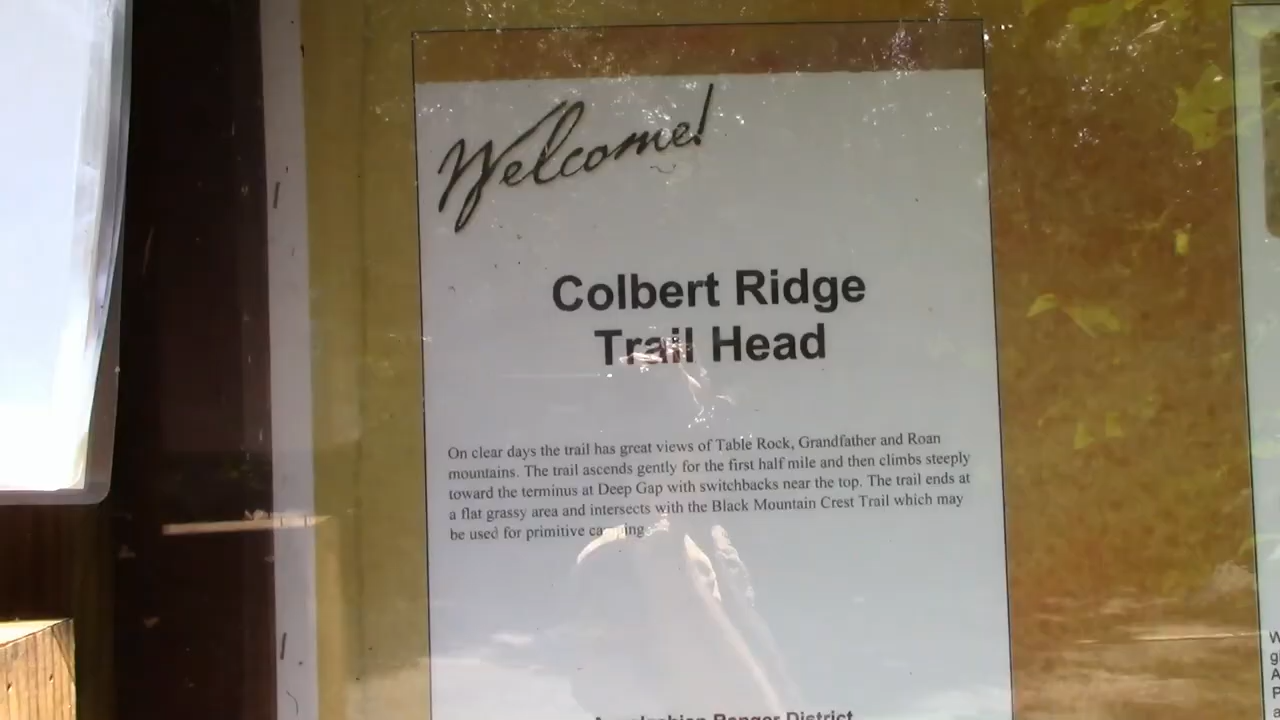 Welcome!
Colbert Ridge
Trail Head
On clear days the trail has great views of Table Rock, Grandfather and Roan
mountains. The trail ascends gently for the first half mile and then climbs steeply
toward the terminus at Deep Gap with switchbacks near the top. The trail ends at
a flat grassy area and intersects with the Black Mountain Crest Trail which may
be used for primitive camping.
Appalachian Ranger District